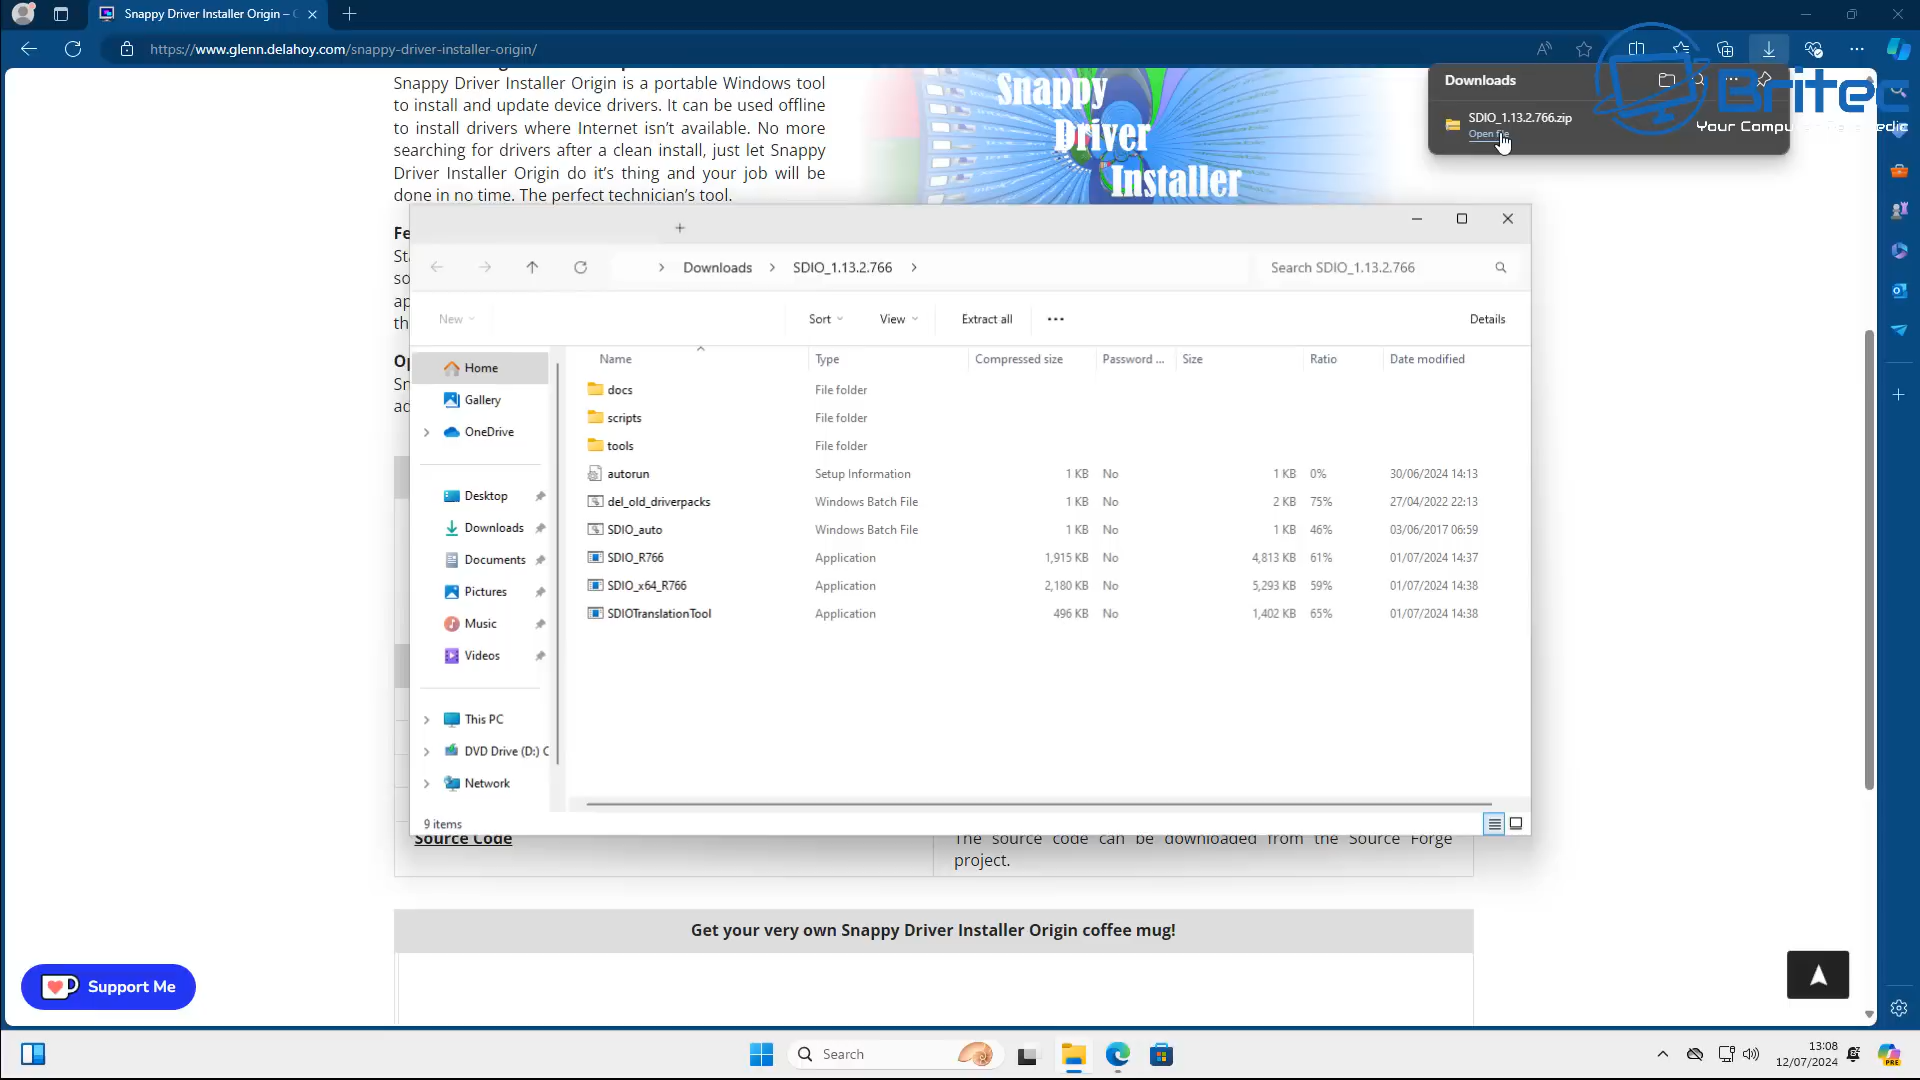 Snappy Driver Installer Origin –
https://www.glenn.delahoy.com/snappy-driver-installer-origin/
Snappy Driver Installer Origin is a portable Windows tool
to install and update device drivers. It can be used offline
to install drivers where Internet isn't available. No more
searching for drivers after a clean install, just let Snappy
Driver Installer Origin do it's thing and your job will be
done in no time. The perfect technician's tool.
Snappy
Driver
Installer
Downloads
SDIO_1.13.2.766.zip
Open file
Britec
Downloads
SDIO_1.13.2.766
Search SDIO_1.13.2.766
New
Sort
View
Extract all
Details
Name Type Compressed size Password ... Size Ratio Date modified
Home
Gallery
OneDrive
Desktop
Downloads
Documents
Pictures
Music
Videos
This PC
DVD Drive (D:) C
Network
docs File folder
scripts File folder
tools File folder
autorun Setup Information 1 KB No 1 KB 0% 30/06/2024 14:13
del_old_driverpacks Windows Batch File 1 KB No 2 KB 75% 27/04/2022 22:13
SDIO_auto Windows Batch File 1 KB No 1 KB 46% 03/06/2017 06:59
SDIO_R766 Application 1,915 KB No 4,813 KB 61% 01/07/2024 14:37
SDIO_x64_R766 Application 2,180 KB No 5,293 KB 59% 01/07/2024 14:38
SDIOTranslationTool Application 496 KB No 1,402 KB 65% 01/07/2024 14:38
9 items
Source Code
The source code can be downloaded from the Source Forge
project.
Get your very own Snappy Driver Installer Origin coffee mug!
Support Me
Search
13:08
12/07/2024
PRE